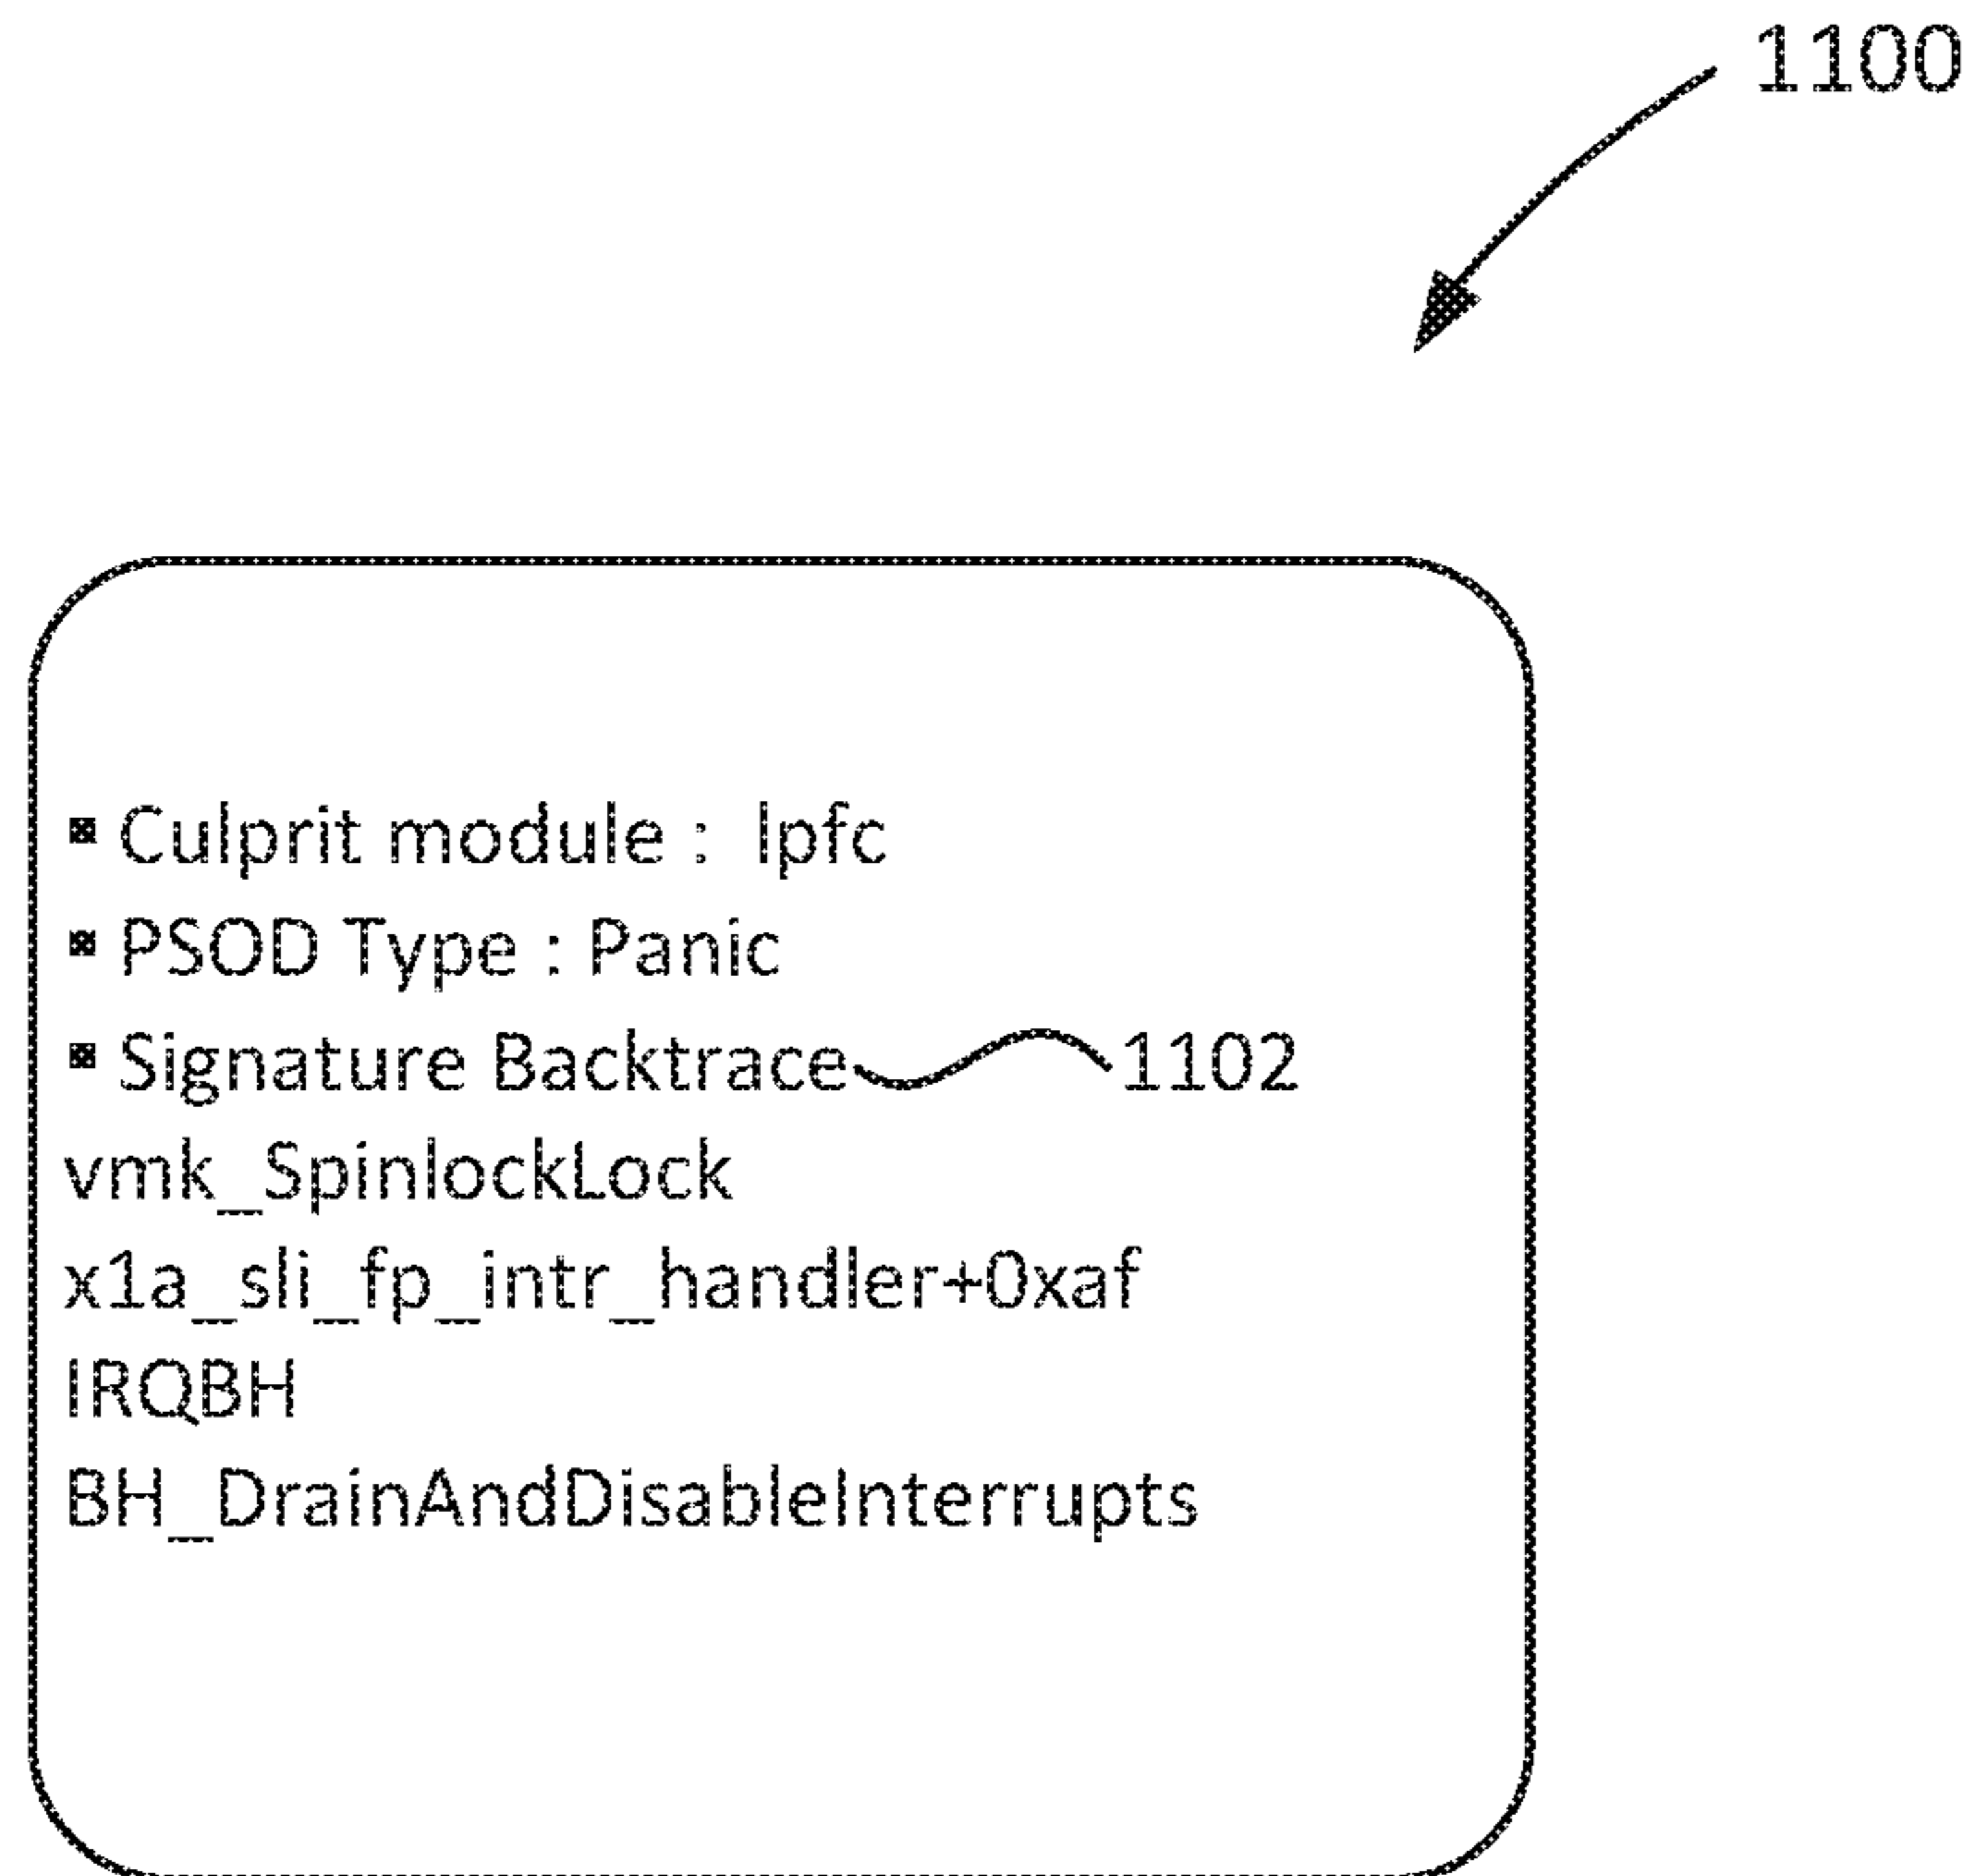 1100
▪ Culprit module :  lpfc
▪ PSOD Type : Panic
▪ Signature Backtrace 1102
vmk_SpinlockLock
x1a_sli_fp_intr_handler+0xaf
IRQBH
BH_DrainAndDisableInterrupts